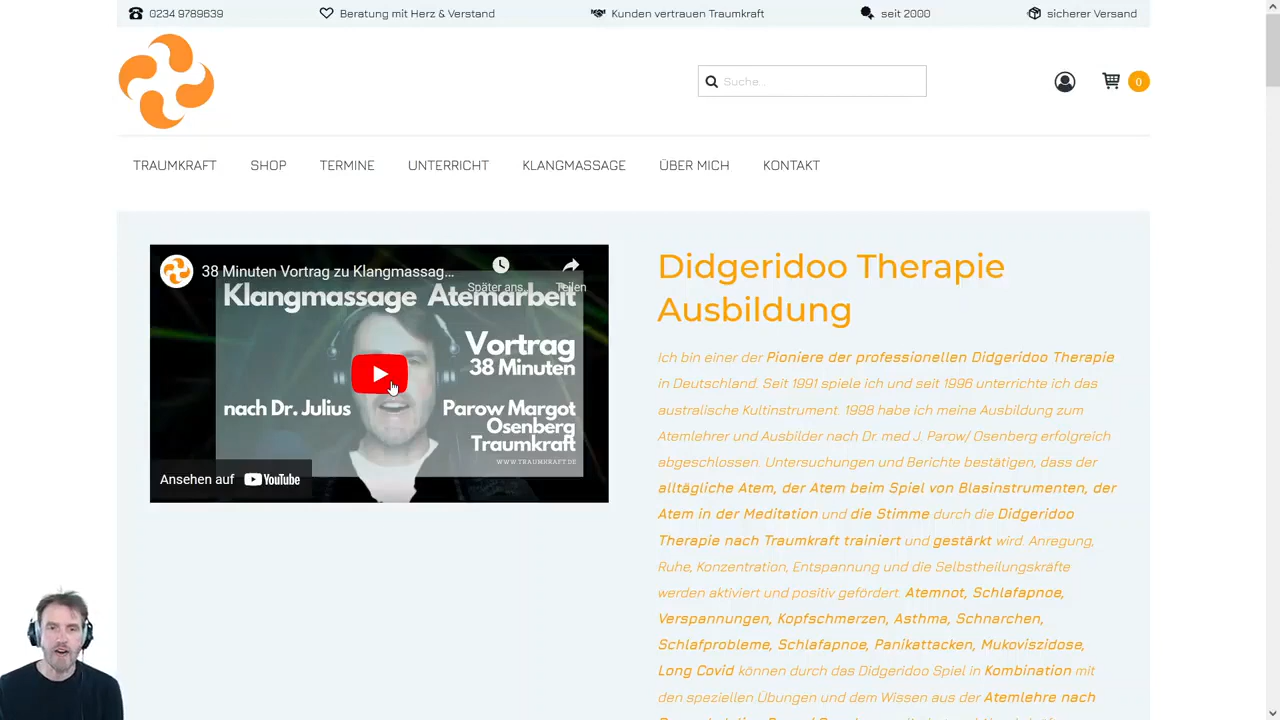 0234 9789639
Beratung mit Herz & Verstand
Kunden vertrauen Traumkraft
seit 2000
sicherer Versand
Suche...
0
TRAUMKRAFT
SHOP
TERMINE
UNTERRICHT
KLANGMASSAGE
ÜBER MICH
KONTAKT
38 Minuten Vortrag zu Klangmassag...
Später ans...
Teilen
Klangmassage Atemarbeit
Vortrag
38 Minuten
nach Dr. Julius
Parow Margot
Osenberg
Traumkraft
WWW.TRAUMKRAFT.DE
Ansehen auf YouTube
Didgeridoo Therapie
Ausbildung
Ich bin einer der Pioniere der professionellen Didgeridoo Therapie
in Deutschland. Seit 1991 spiele ich und seit 1996 unterrichte ich das
australische Kultinstrument. 1998 habe ich meine Ausbildung zum
Atemlehrer und Ausbilder nach Dr. med J. Parow/ Osenberg erfolgreich
abgeschlossen. Untersuchungen und Berichte bestätigen, dass der
alltägliche Atem, der Atem beim Spiel von Blasinstrumenten, der
Atem in der Meditation und die Stimme durch die Didgeridoo
Therapie nach Traumkraft trainiert und gestärkt wird. Anregung,
Ruhe, Konzentration, Entspannung und die Selbstheilungskräfte
werden aktiviert und positiv gefördert. Atemnot, Schlafapnoe,
Verspannungen, Kopfschmerzen, Asthma, Schnarchen,
Schlafprobleme, Schlafapnoe, Panikattacken, Mukoviszidose,
Long Covid können durch das Didgeridoo Spiel in Kombination mit
den speziellen Übungen und dem Wissen aus der Atemlehre nach